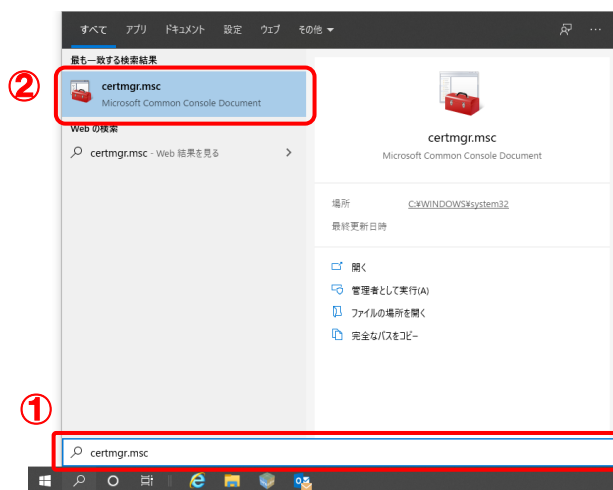 すべて アプリ ドキュメント 設定 ウェブ その他
最も一致する検索結果
②
certmgr.msc
Microsoft Common Console Document
Web の検索
certmgr.msc - Web 結果を見る
certmgr.msc
Microsoft Common Console Document
場所 C:¥WINDOWS¥system32
最終更新日時
開く
管理者として実行(A)
ファイルの場所を開く
完全なパスをコピー
①
certmgr.msc